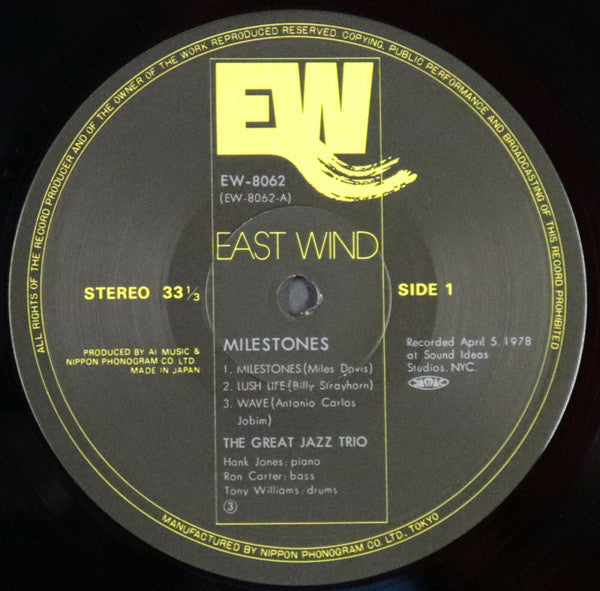 ALL RIGHTS OF THE RECORD PRODUCER AND OF THE OWNER OF THE WORK REPRODUCED RESERVED. COPYING, PUBLIC PERFORMANCE AND BROADCASTING OF THIS RECORD PROHIBITED
EW
EW-8062
(EW-8062-A)
EAST WIND
STEREO 33 1/3
SIDE 1
PRODUCED BY AI MUSIC &
NIPPON PHONOGRAM CO. LTD
MADE IN JAPAN
MILESTONES
1. MILESTONES (Miles Davis)
2. LUSH LIFE (Billy Strayhorn)
3. WAVE (Antonio Carlos
Jobim)
Recorded April 5, 1978
at Sound Ideas
Studios, NYC.
THE GREAT JAZZ TRIO
Hank Jones : piano
Ron Carter : bass
Tony Williams : drums
③
MANUFACTURED BY NIPPON PHONOGRAM CO. LTD., TOKYO